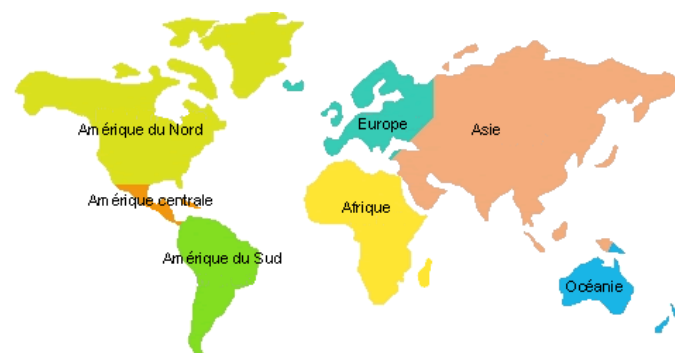 Amérique du Nord
Europe
Asie
Amérique centrale
Afrique
Amérique du Sud
Océanie